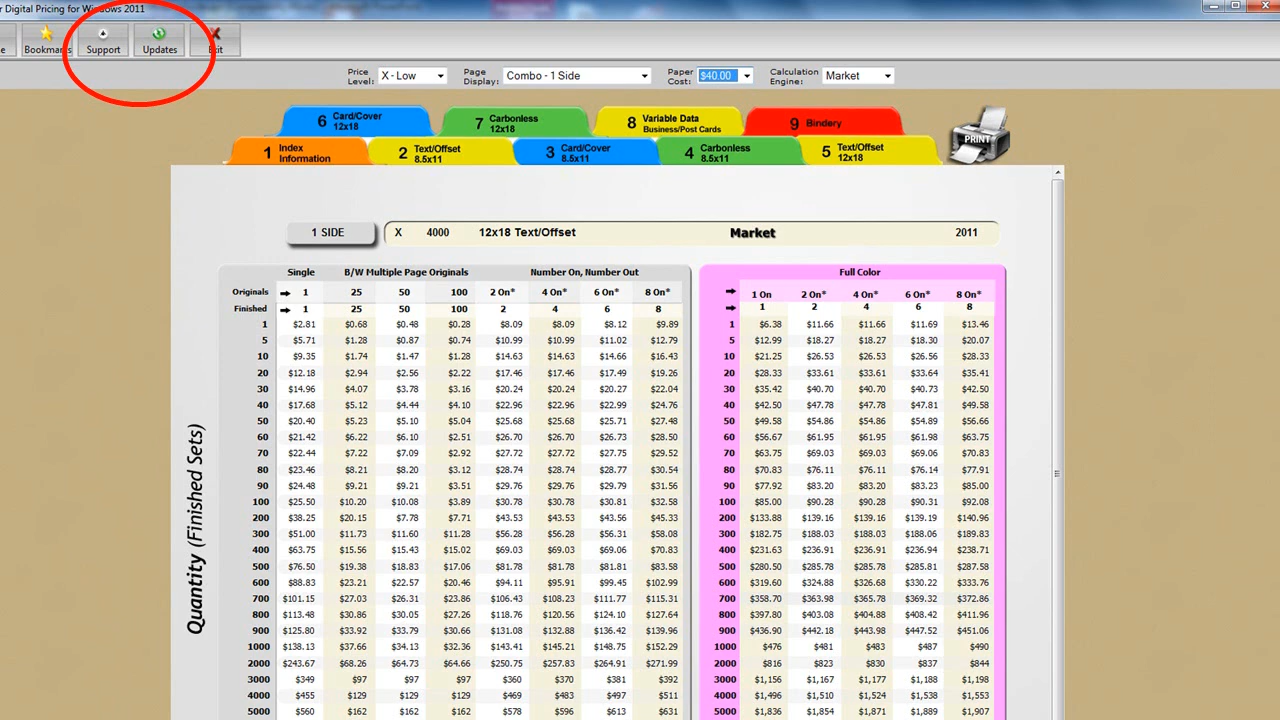 r Digital Pricing for Windows 2011
e Bookmarks Support Updates Exit
Price Level: X - Low Page Display: Combo - 1 Side Paper Cost: $40.00 Calculation Engine: Market
6 Card/Cover 12x18 7 Carbonless 12x18 8 Variable Data Business/Post Cards 9 Bindery
1 Index Information 2 Text/Offset 8.5x11 3 Card/Cover 8.5x11 4 Carbonless 8.5x11 5 Text/Offset 12x18 PRINT
1 SIDE X 4000 12x18 Text/Offset Market 2011
Quantity (Finished Sets)
Single B/W Multiple Page Originals Number On, Number Out
Originals 1 25 50 100 2 On* 4 On* 6 On* 8 On*
Finished 1 25 50 100 2 4 6 8
1 $2.81 $0.68 $0.48 $0.28 $8.09 $8.09 $8.12 $9.89
5 $5.71 $1.28 $0.87 $0.74 $10.99 $10.99 $11.02 $12.79
10 $9.35 $1.74 $1.47 $1.28 $14.63 $14.63 $14.66 $16.43
20 $12.18 $2.94 $2.56 $2.22 $17.46 $17.46 $17.49 $19.26
30 $14.96 $4.07 $3.78 $3.16 $20.24 $20.24 $20.27 $22.04
40 $17.68 $5.12 $4.44 $4.10 $22.96 $22.96 $22.99 $24.76
50 $20.40 $5.23 $5.10 $5.04 $25.68 $25.68 $25.71 $27.48
60 $21.42 $6.22 $6.10 $2.51 $26.70 $26.70 $26.73 $28.50
70 $22.44 $7.22 $7.09 $2.92 $27.72 $27.72 $27.75 $29.52
80 $23.46 $8.21 $8.20 $3.12 $28.74 $28.74 $28.77 $30.54
90 $24.48 $9.21 $9.21 $3.51 $29.76 $29.76 $29.79 $31.56
100 $25.50 $10.20 $10.08 $3.89 $30.78 $30.78 $30.81 $32.58
200 $38.25 $20.15 $7.78 $7.71 $43.53 $43.53 $43.56 $45.33
300 $51.00 $11.73 $11.60 $11.28 $56.28 $56.28 $56.31 $58.08
400 $63.75 $15.56 $15.43 $15.02 $69.03 $69.03 $69.06 $70.83
500 $76.50 $19.38 $18.83 $17.06 $81.78 $81.78 $81.81 $83.58
600 $88.83 $23.21 $22.57 $20.46 $94.11 $95.91 $99.45 $102.99
700 $101.15 $27.03 $26.31 $23.86 $106.43 $108.23 $111.77 $115.31
800 $113.48 $30.86 $30.05 $27.26 $118.76 $120.56 $124.10 $127.64
900 $125.80 $33.92 $33.79 $30.66 $131.08 $132.88 $136.42 $139.96
1000 $138.13 $37.66 $34.13 $32.36 $143.41 $145.21 $148.75 $152.29
2000 $243.67 $68.26 $64.73 $64.66 $250.75 $257.83 $264.91 $271.99
3000 $349 $97 $97 $97 $360 $370 $381 $392
4000 $455 $129 $129 $129 $469 $483 $497 $511
5000 $560 $162 $162 $162 $578 $596 $613 $631
Full Color
1 On 2 On* 4 On* 6 On* 8 On*
1 2 4 6 8
1 $6.38 $11.66 $11.66 $11.69 $13.46
5 $12.99 $18.27 $18.27 $18.30 $20.07
10 $21.25 $26.53 $26.53 $26.56 $28.33
20 $28.33 $33.61 $33.61 $33.64 $35.41
30 $35.42 $40.70 $40.70 $40.73 $42.50
40 $42.50 $47.78 $47.78 $47.81 $49.58
50 $49.58 $54.86 $54.86 $54.89 $56.66
60 $56.67 $61.95 $61.95 $61.98 $63.75
70 $63.75 $69.03 $69.03 $69.06 $70.83
80 $70.83 $76.11 $76.11 $76.14 $77.91
90 $77.92 $83.20 $83.20 $83.23 $85.00
100 $85.00 $90.28 $90.28 $90.31 $92.08
200 $133.88 $139.16 $139.16 $139.19 $140.96
300 $182.75 $188.03 $188.03 $188.06 $189.83
400 $231.63 $236.91 $236.91 $236.94 $238.71
500 $280.50 $285.78 $285.78 $285.81 $287.58
600 $319.60 $324.88 $326.68 $330.22 $333.76
700 $358.70 $363.98 $365.78 $369.32 $372.86
800 $397.80 $403.08 $404.88 $408.42 $411.96
900 $436.90 $442.18 $443.98 $447.52 $451.06
1000 $476 $481 $483 $487 $490
2000 $816 $823 $830 $837 $844
3000 $1,156 $1,167 $1,177 $1,188 $1,198
4000 $1,496 $1,510 $1,524 $1,538 $1,553
5000 $1,836 $1,854 $1,871 $1,889 $1,907